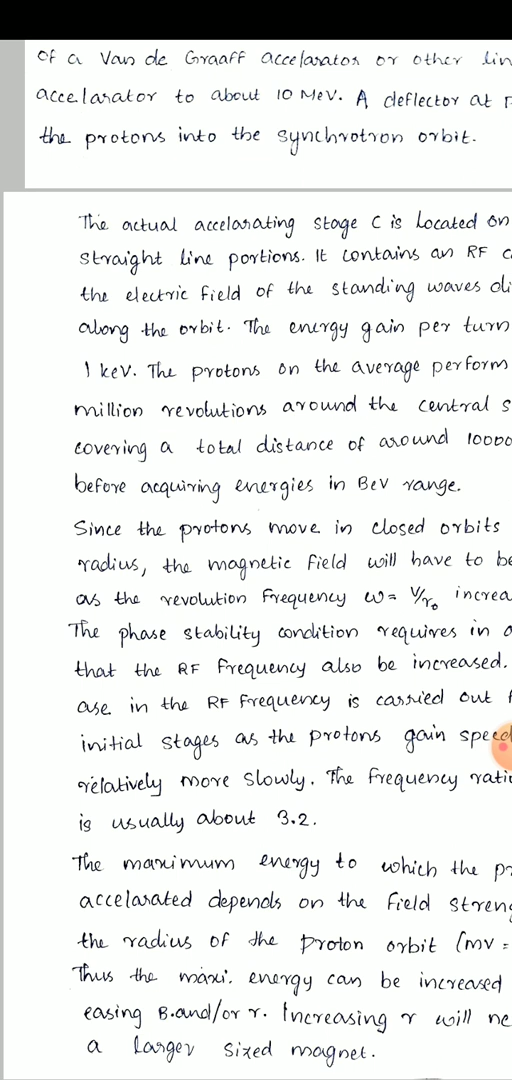 of a Van de Graaff accelarator or other lin
accelarator to about 10 MeV. A deflector at
the protons into the synchrotron orbit.
The actual accelarating stage C is located on
straight line portions. It contains an RF c
the electric field of the standing waves di
along the orbit. The energy gain per turn
1 keV. The protons on the average perform
million revolutions around the central s
covering a total distance of around 10000
before acquiring energies in BeV range.
Since the protons move in closed orbits
radius, the magnetic field will have to be
as the revolution frequency ω = V/r₀ increa
The phase stability condition requires in a
that the RF frequency also be increased.
ase in the RF frequency is carried out f
initial stages as the protons gain speed
relatively more slowly. The frequency rati
is usually about 3.2.
The maximum energy to which the pr
accelarated depends on the field streng
the radius of the proton orbit (mv =
Thus the maxi. energy can be increased
easing B.and/or r. Increasing r will ne
a larger sized magnet.